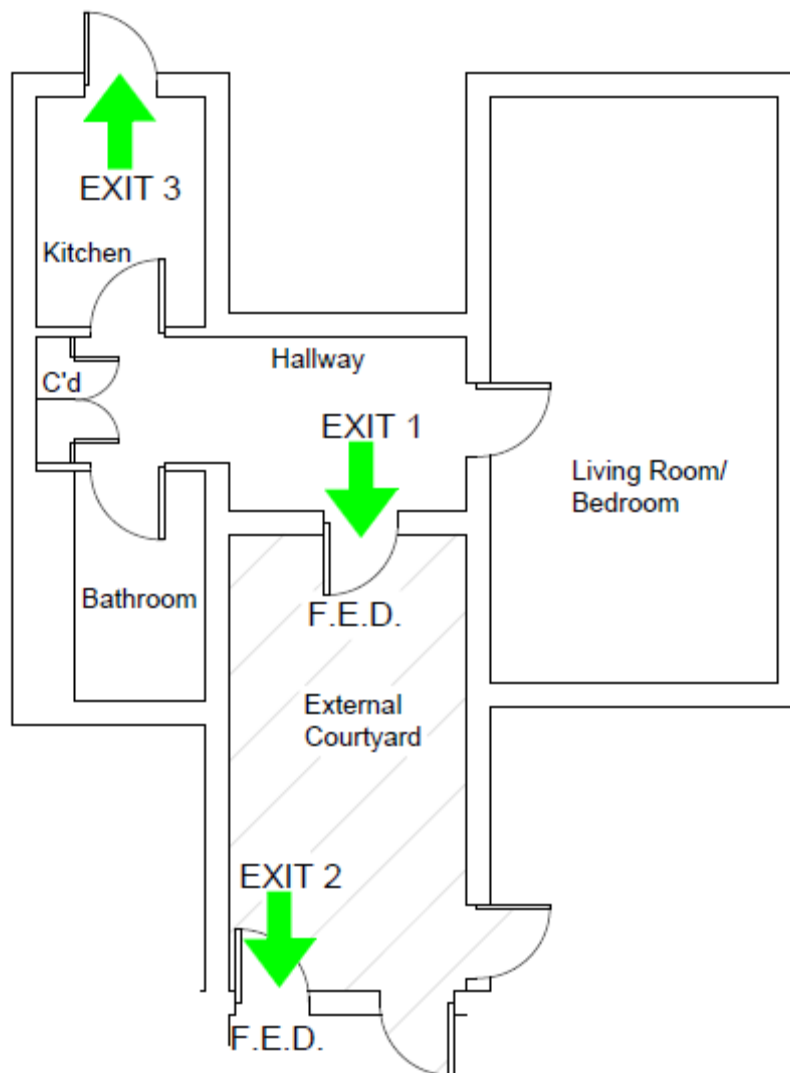 EXIT 3
Kitchen
Hallway
C'd
EXIT 1
Living Room/
Bedroom
Bathroom
F.E.D.
External
Courtyard
EXIT 2
F.E.D.